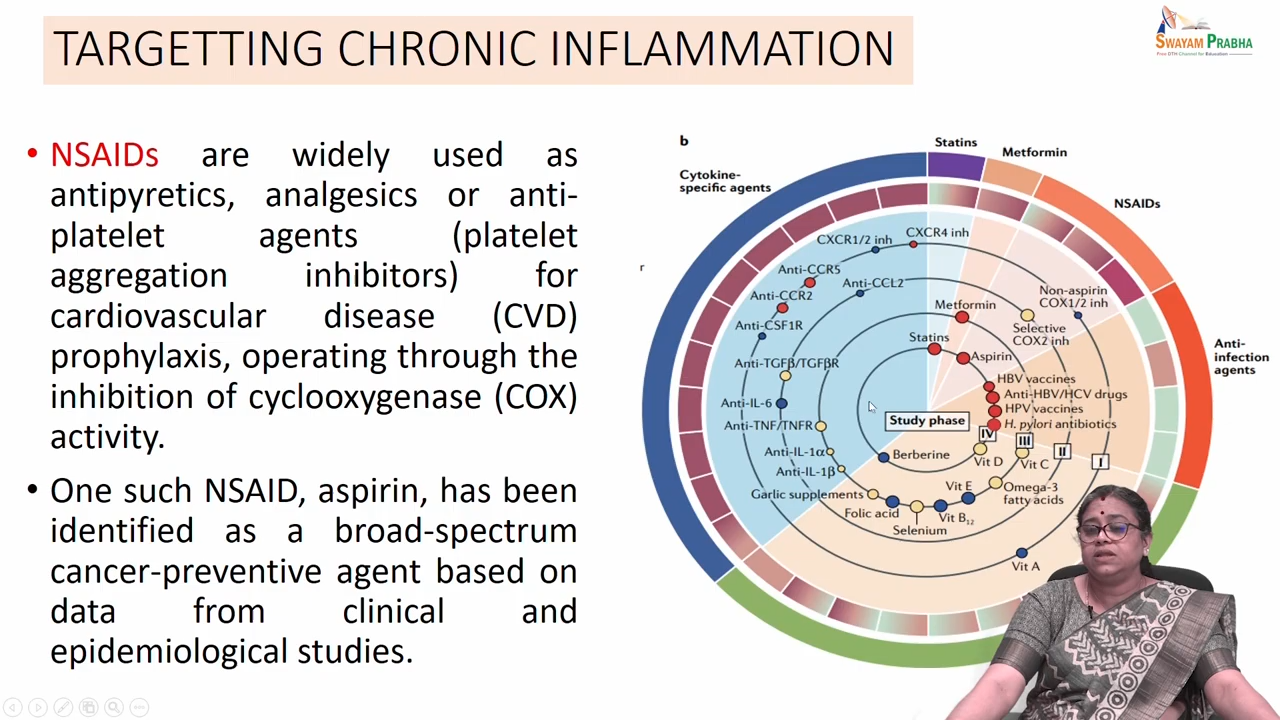 TARGETTING CHRONIC INFLAMMATION
SWAYAM PRABHA
• NSAIDs are widely used as
antipyretics, analgesics or anti-
platelet agents (platelet
aggregation inhibitors) for
cardiovascular disease (CVD)
prophylaxis, operating through the
inhibition of cyclooxygenase (COX)
activity.
• One such NSAID, aspirin, has been
identified as a broad-spectrum
cancer-preventive agent based on
data from clinical and
epidemiological studies.
r
b
Statins
Metformin
Cytokine-
specific agents
NSAIDs
Anti-
infection
agents
CXCR1/2 inh
CXCR4 inh
Anti-CCR5
Anti-CCL2
Anti-CCR2
Anti-CSF1R
Non-aspirin
COX1/2 inh
Metformin
Selective
COX2 inh
Statins
Aspirin
Anti-TGFβ/TGFβR
HBV vaccines
Anti-HBV/HCV drugs
HPV vaccines
H. pylori antibiotics
Anti-IL-6
Anti-TNF/TNFR
Study phase
IV
III
II
I
Anti-IL-1α
Anti-IL-1β
Berberine
Vit D
Vit C
Garlic supplements
Folic acid
Selenium
Vit B12
Vit E
Omega-3
fatty acids
Vit A